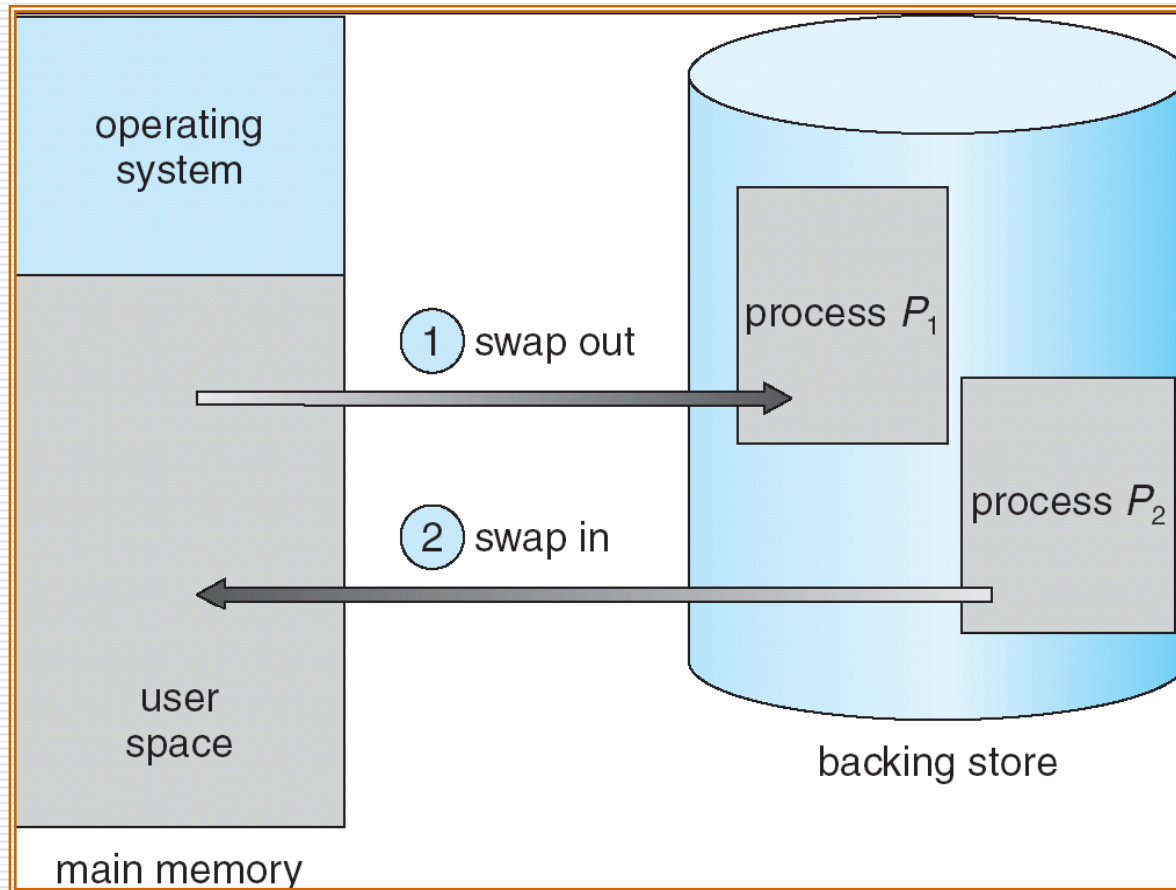 operating
system
process P₁
1 swap out
process P₂
2 swap in
user
space
backing store
main memory